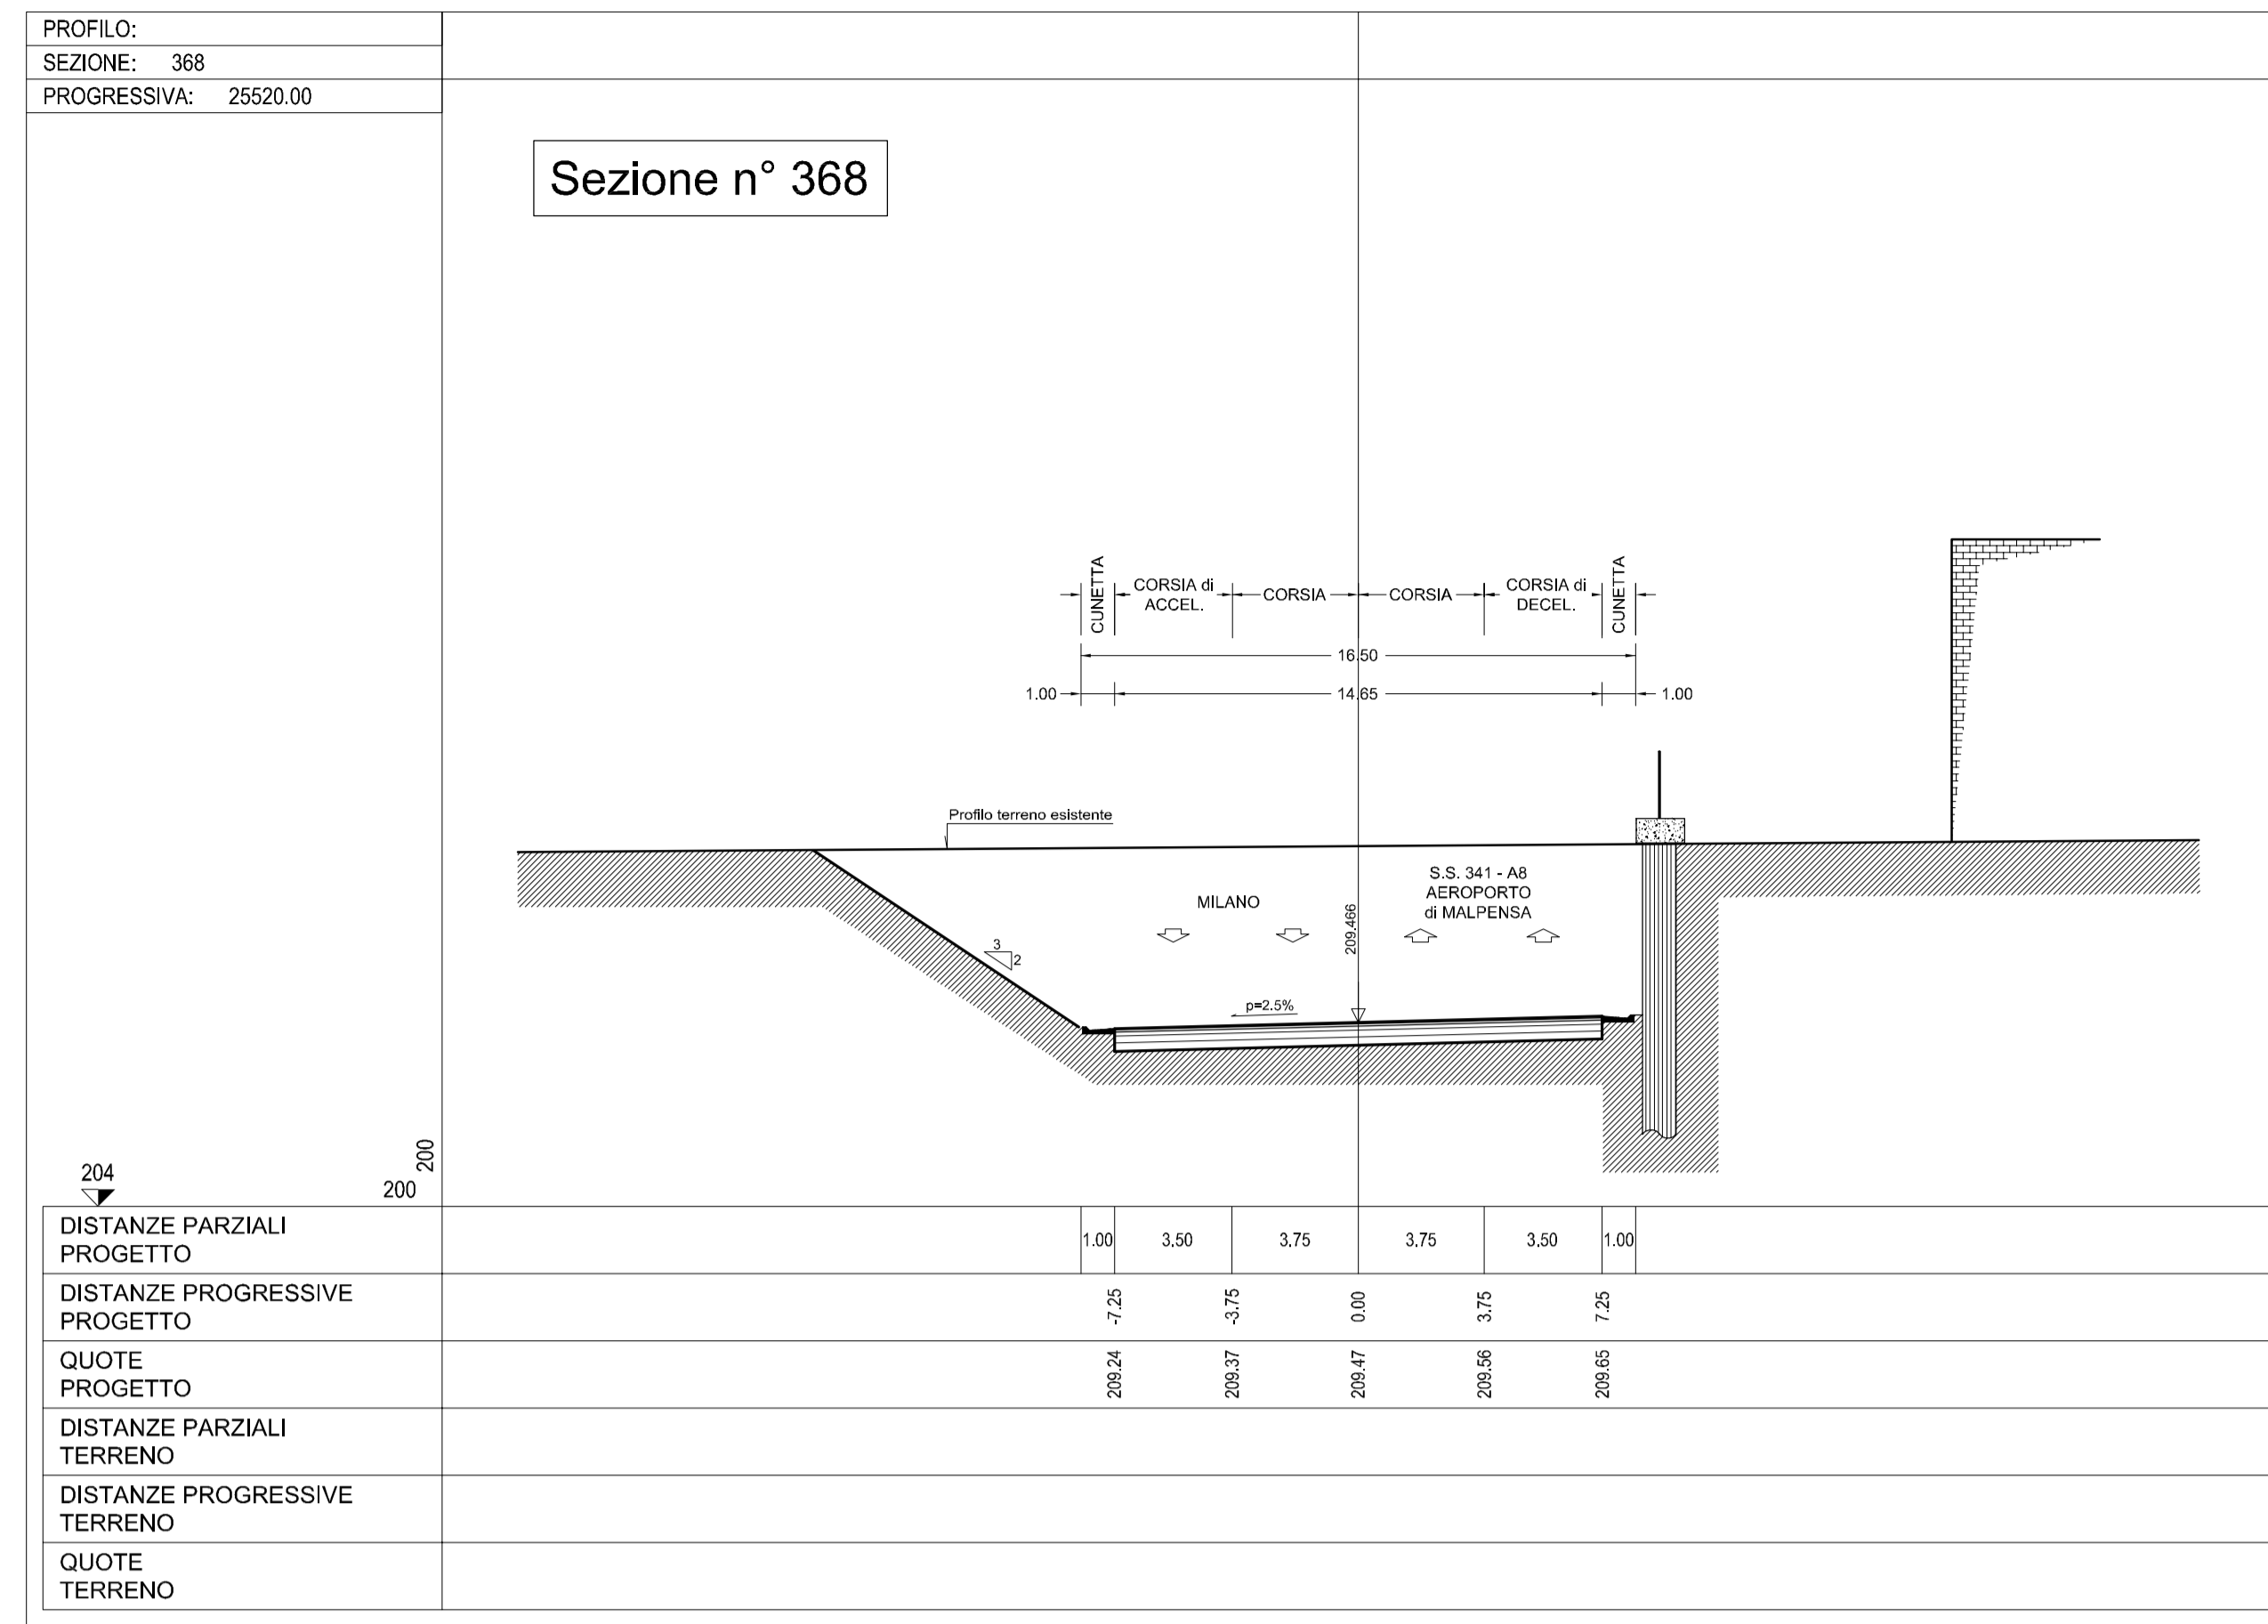 PROFILO:
SEZIONE: 368
PROGRESSIVA: 25520.00
Sezione n° 368
CUNETTA
CORSIA di
ACCEL.
CORSIA
CORSIA
CORSIA di
DECEL.
CUNETTA
16.50
1.00
14.65
1.00
Profilo terreno esistente
S.S. 341 - A8
AEROPORTO
di MALPENSA
MILANO
209.466
3
2
p=2.5%
204
200
200
DISTANZE PARZIALI
PROGETTO
1.00 3.50 3.75 3.75 3.50 1.00
DISTANZE PROGRESSIVE
PROGETTO
-7.25 -3.75 0.00 3.75 7.25
QUOTE
PROGETTO
209.24 209.37 209.47 209.56 209.65
DISTANZE PARZIALI
TERRENO
DISTANZE PROGRESSIVE
TERRENO
QUOTE
TERRENO